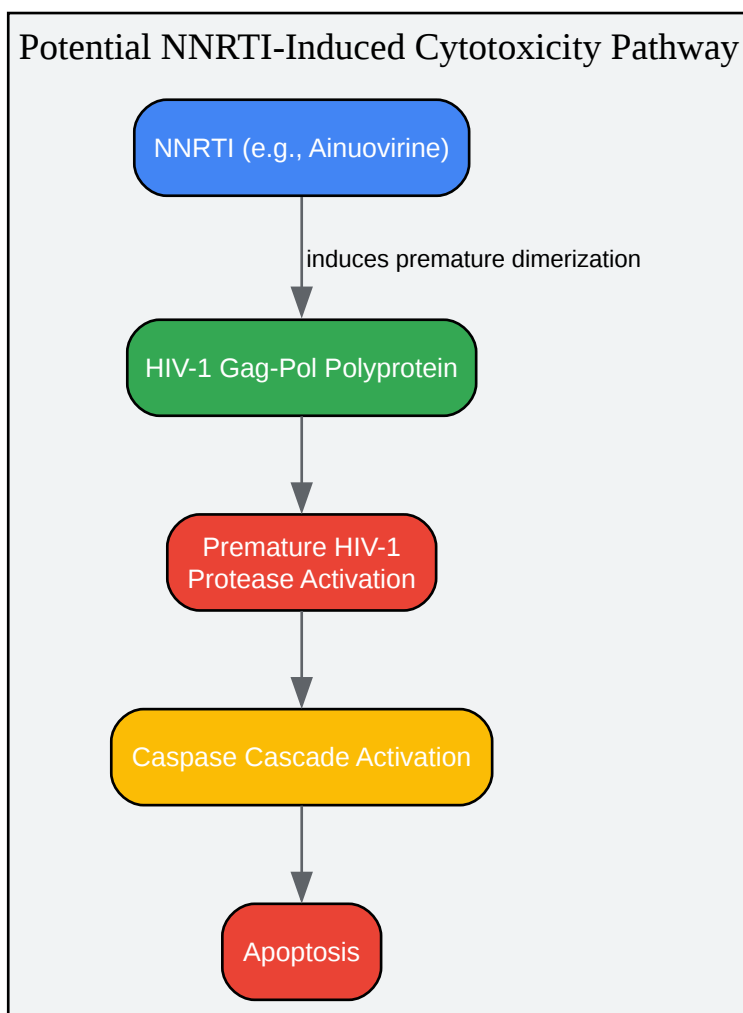 Potential NNRTI-Induced Cytotoxicity Pathway
NNRTI (e.g., Ainuovirine)
induces premature dimerization
HIV-1 Gag-Pol Polyprotein
Premature HIV-1
Protease Activation
Caspase Cascade Activation
Apoptosis